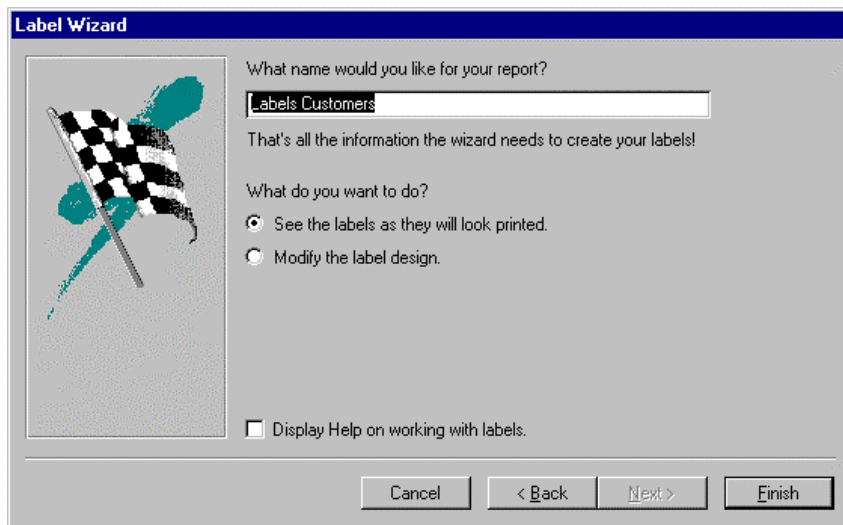 Label Wizard
What name would you like for your report?
Labels Customers
That's all the information the wizard needs to create your labels!
What do you want to do?
See the labels as they will look printed.
Modify the label design.
Display Help on working with labels.
Cancel < Back Next > Finish